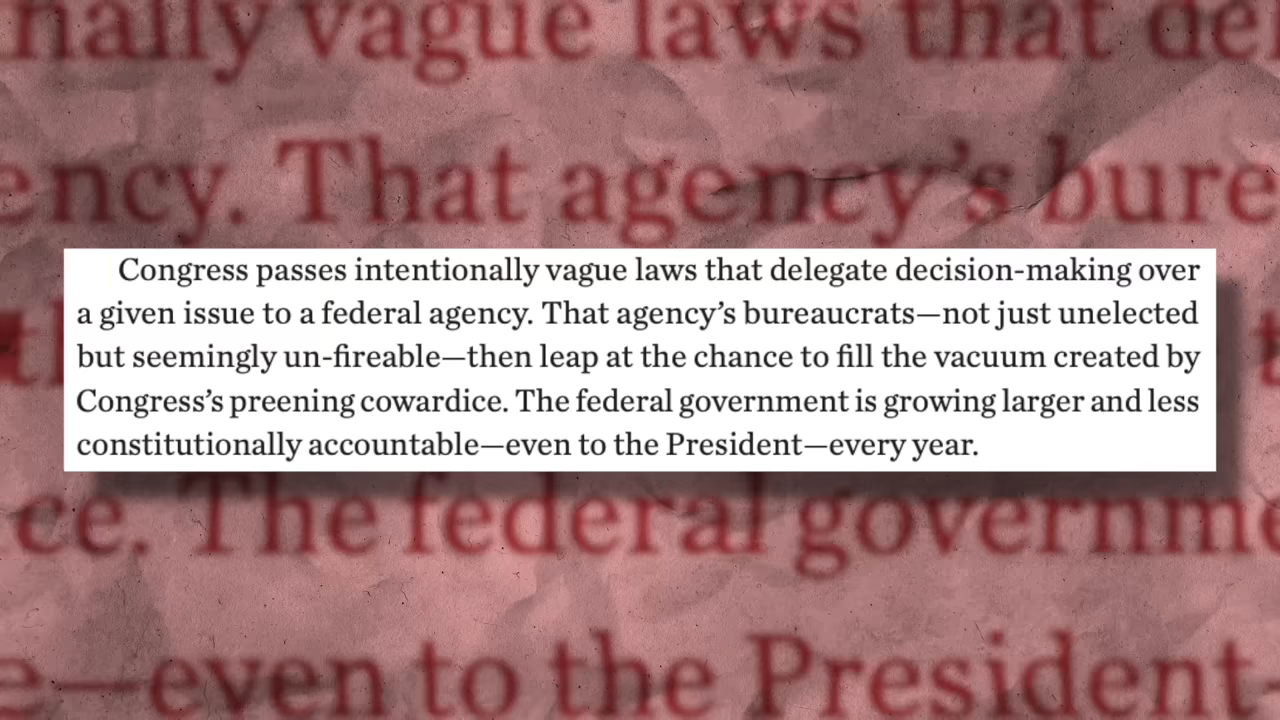 nally vague laws that del
ency. That agency's bure
Congress passes intentionally vague laws that delegate decision-making over
a given issue to a federal agency. That agency’s bureaucrats—not just unelected
but seemingly un-fireable—then leap at the chance to fill the vacuum created by
Congress’s preening cowardice. The federal government is growing larger and less
constitutionally accountable—even to the President—every year.
ce. The federal governme
e—even to the President-